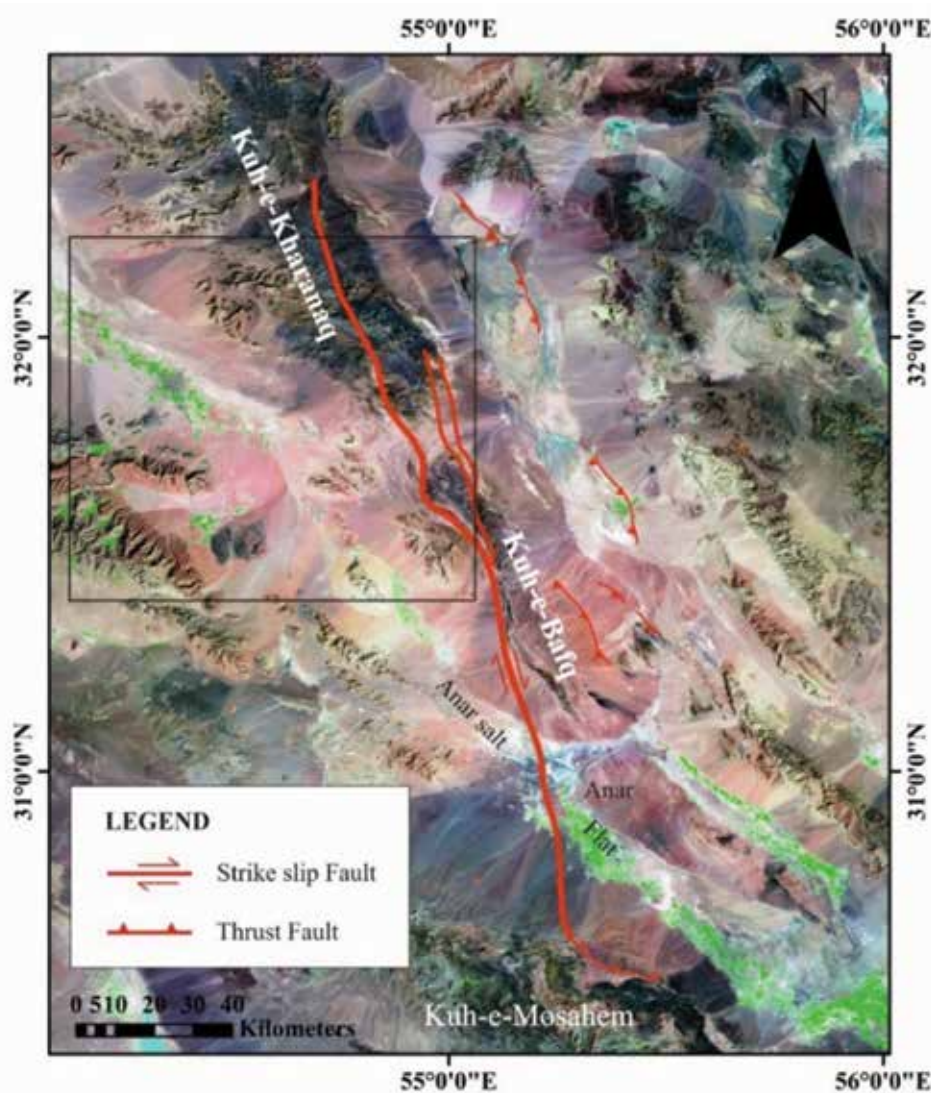 55°0'0"E
56°0'0"E
N
Kuh-e-Kharanaq
32°0'0"N
32°0'0"N
Kuh-e-Bafq
Anar salt
31°0'0"N
31°0'0"N
Anar
Flat
LEGEND
Strike slip Fault
Thrust Fault
0 510 20 30 40
Kilometers
Kuh-e-Mosahem
55°0'0"E
56°0'0"E